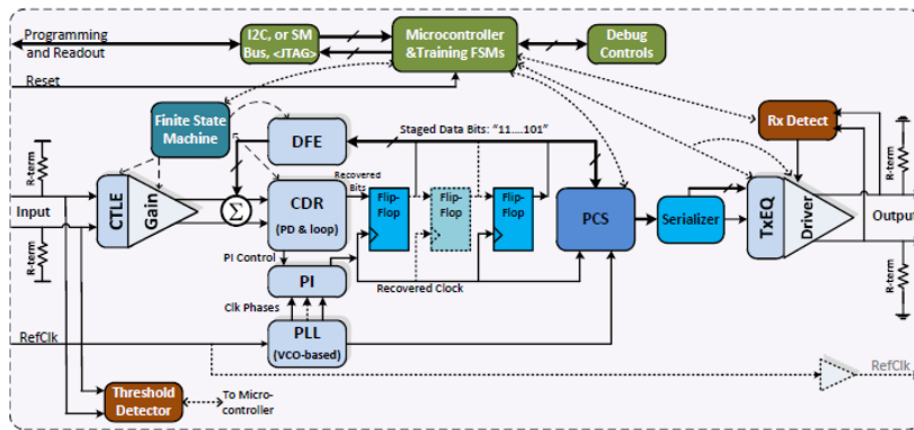 Programming
and Readout
I2C, or SM
Bus, <JTAG>
Microcontroller
&Training FSMs
Debug
Controls
Reset
Finite State
Machine
DFE
Staged Data Bits: "11....101"
Rx Detect
R-term
R-term
Input
CTLE
Gain
Σ
CDR
(PD & loop)
Recovered
Bits
Flip-
Flop
Flip-
Flop
Flip-
Flop
PCS
Serializer
TxEQ
Driver
Output
R-term
R-term
PI Control
PI
Recovered Clock
Clk Phases
RefClk
PLL
(VCO-based)
RefClk
Threshold
Detector
To Micro-
controller